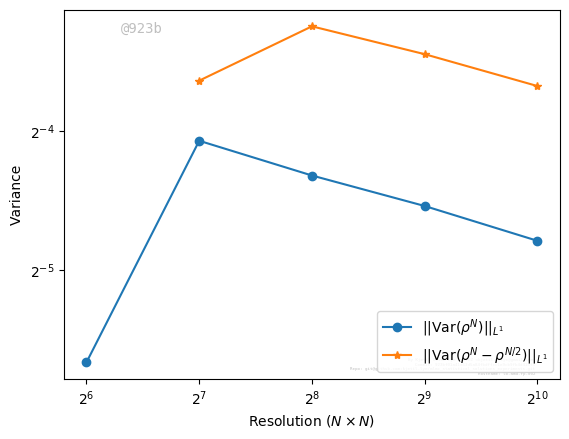 @923b
2^{-4}
2^{-5}
Variance
||Var(ρ^N)||_{L^1}
||Var(ρ^N − ρ^{N/2})||_{L^1}
2^6
2^7
2^8
2^9
2^{10}
Resolution (N × N)